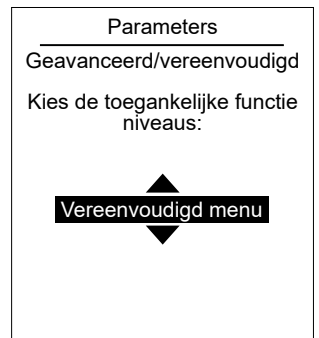 Parameters
Geavanceerd/vereenvoudigd
Kies de toegankelijke functie
niveaus:
Vereenvoudigd menu